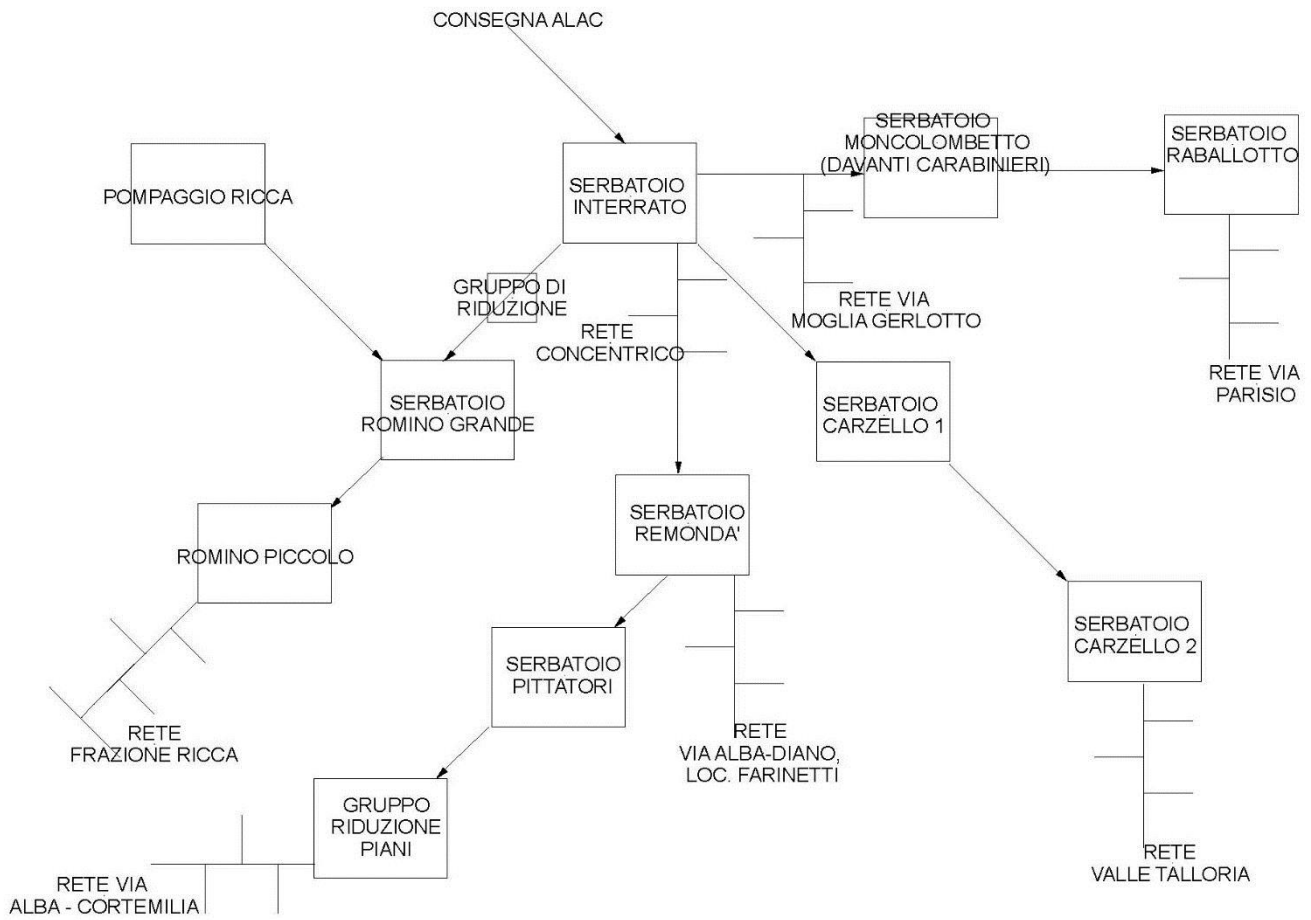 CONSEGNA ALAC
SERBATOIO
MONCOLOMBETTO
(DAVANTI CARABINIERI)
SERBATOIO
RABALLOTTO
POMPAGGIO RICCA
SERBATOIO
INTERRATO
GRUPPO DI
RIDUZIONE
RETE
CONCENTRICO
RETE VIA
MOGLIA GERLOTTO
RETE VIA
PARISIO
SERBATOIO
ROMINO GRANDE
SERBATOIO
CARZELLO 1
ROMINO PICCOLO
SERBATOIO
REMONDA'
SERBATOIO
CARZELLO 2
SERBATOIO
PITTATORI
RETE
FRAZIONE RICCA
RETE
VIA ALBA-DIANO,
LOC. FARINETTI
GRUPPO
RIDUZIONE
PIANI
RETE VIA
ALBA - CORTEMILIA
RETE
VALLE TALLORIA